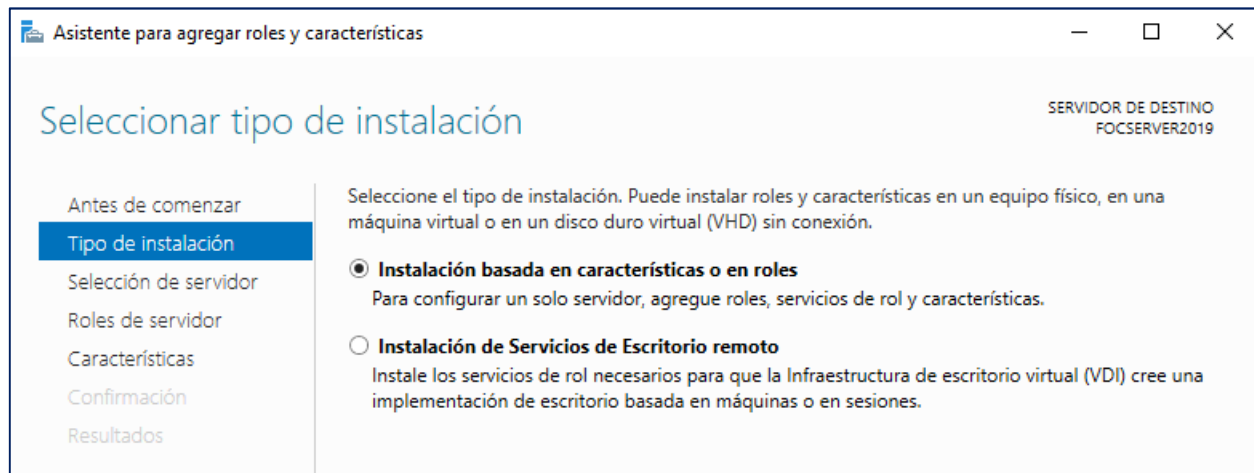 Asistente para agregar roles y características
Seleccionar tipo de instalación
SERVIDOR DE DESTINO
FOCSERVER2019
Antes de comenzar
Tipo de instalación
Selección de servidor
Roles de servidor
Características
Confirmación
Resultados
Seleccione el tipo de instalación. Puede instalar roles y características en un equipo físico, en una
máquina virtual o en un disco duro virtual (VHD) sin conexión.
Instalación basada en características o en roles
Para configurar un solo servidor, agregue roles, servicios de rol y características.
Instalación de Servicios de Escritorio remoto
Instale los servicios de rol necesarios para que la Infraestructura de escritorio virtual (VDI) cree una
implementación de escritorio basada en máquinas o en sesiones.